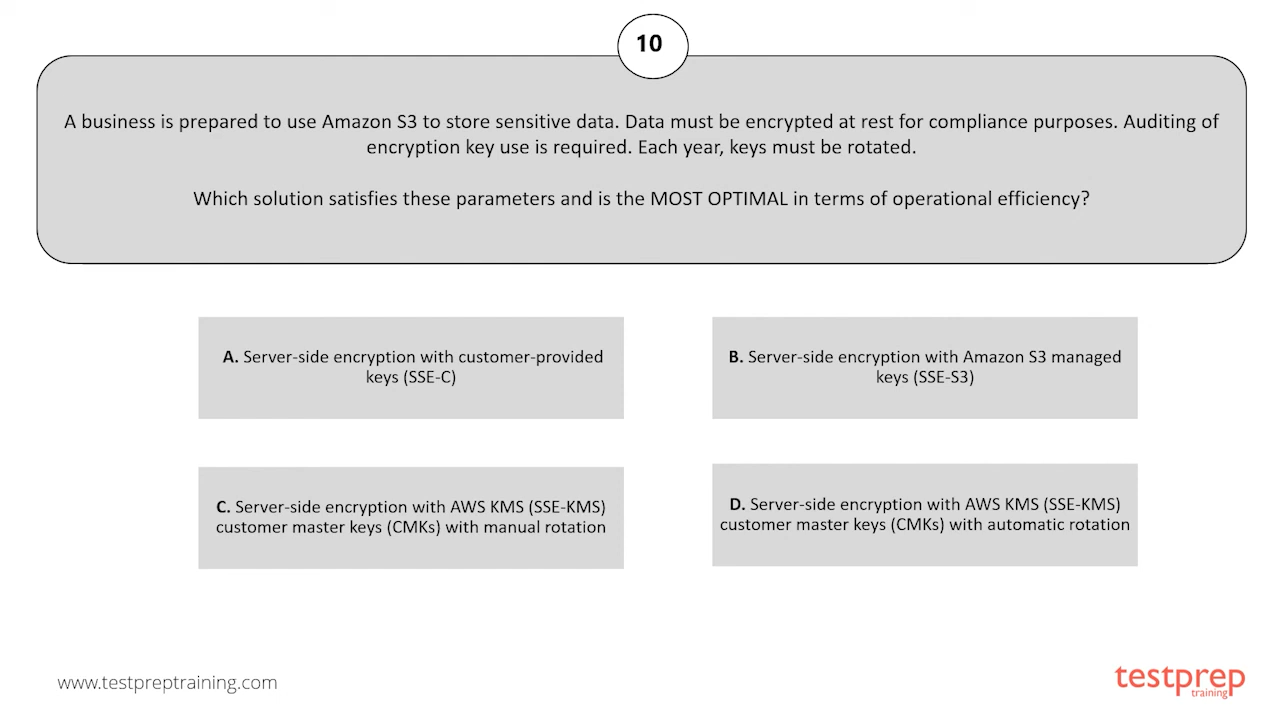 10
A business is prepared to use Amazon S3 to store sensitive data. Data must be encrypted at rest for compliance purposes. Auditing of
encryption key use is required. Each year, keys must be rotated.
Which solution satisfies these parameters and is the MOST OPTIMAL in terms of operational efficiency?
A. Server-side encryption with customer-provided
keys (SSE-C)
B. Server-side encryption with Amazon S3 managed
keys (SSE-S3)
C. Server-side encryption with AWS KMS (SSE-KMS)
customer master keys (CMKs) with manual rotation
D. Server-side encryption with AWS KMS (SSE-KMS)
customer master keys (CMKs) with automatic rotation
www.testpreptraining.com
testprep
training